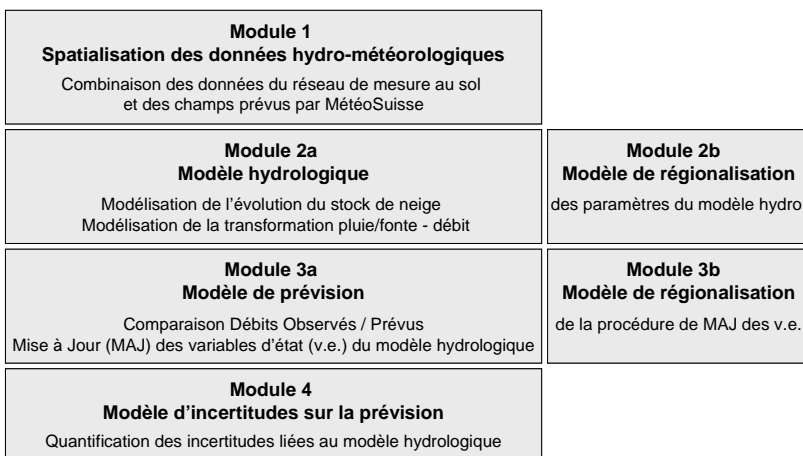 Module 1
Spatialisation des données hydro-météorologiques
Combinaison des données du réseau de mesure au sol
et des champs prévus par MétéoSuisse
Module 2a
Modèle hydrologique
Modélisation de l'évolution du stock de neige
Modélisation de la transformation pluie/fonte - débit
Module 2b
Modèle de régionalisation
des paramètres du modèle hydro
Module 3a
Modèle de prévision
Comparaison Débits Observés / Prévus
Mise à Jour (MAJ) des variables d'état (v.e.) du modèle hydrologique
Module 3b
Modèle de régionalisation
de la procédure de MAJ des v.e.
Module 4
Modèle d'incertitudes sur la prévision
Quantification des incertitudes liées au modèle hydrologique